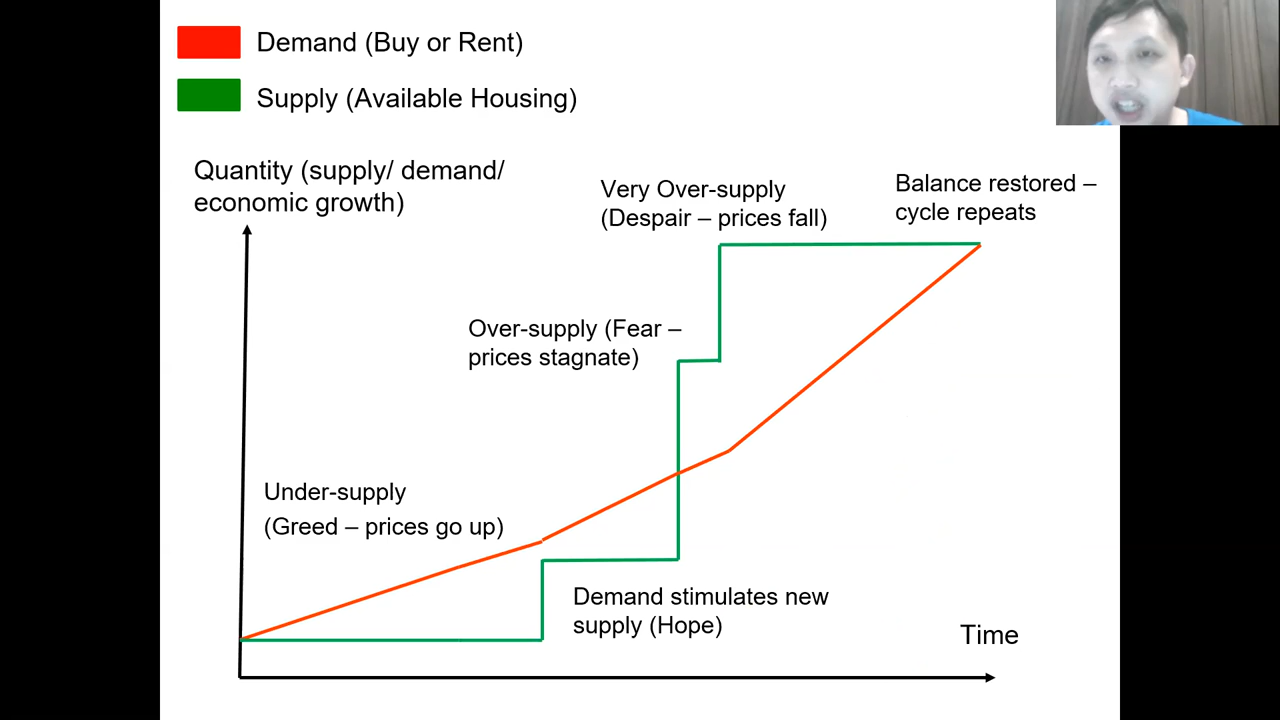 Demand (Buy or Rent)
Supply (Available Housing)
Quantity (supply/ demand/
economic growth)
Very Over-supply
(Despair – prices fall)
Balance restored –
cycle repeats
Over-supply (Fear –
prices stagnate)
Under-supply
(Greed – prices go up)
Demand stimulates new
supply (Hope)
Time